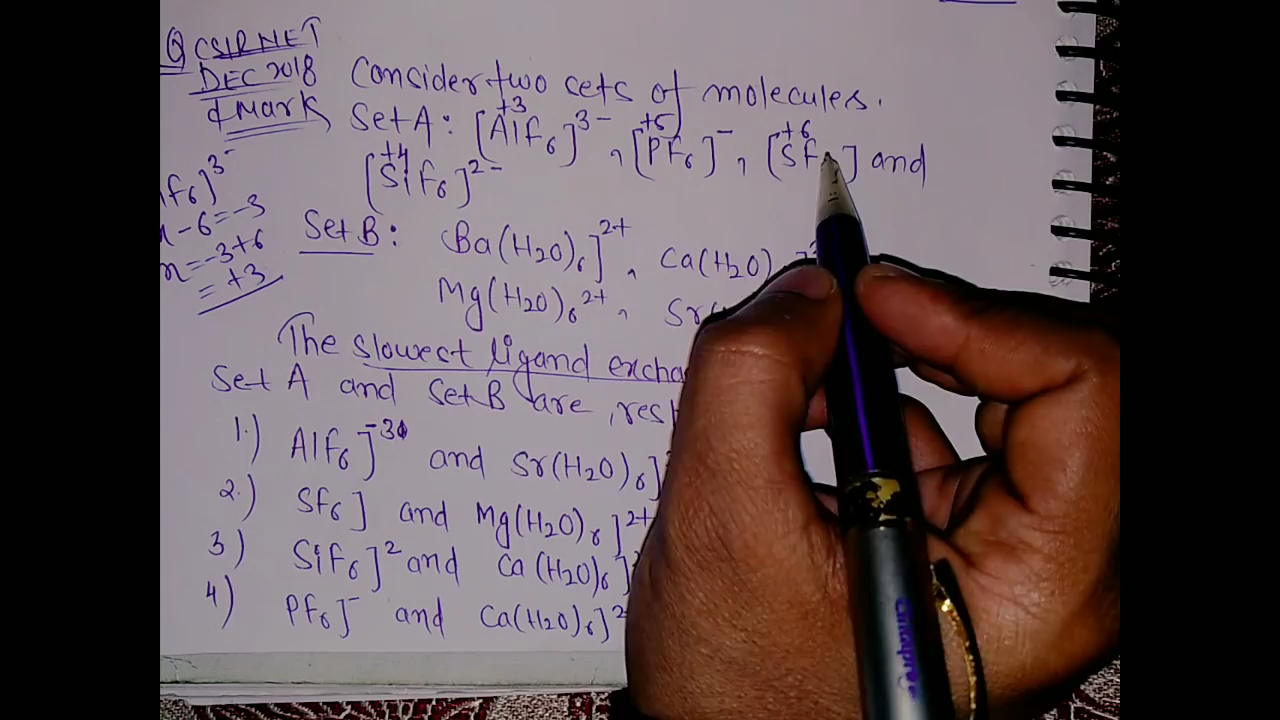 Q CSIR NET
DEC 2018
4 Mark
Consider two sets of molecules.
Set A: [AlF6]3-, [PF6]-, [SF ] and
+3 +5 +6
[SiF6]2-
+4
F6]3-
-6=-3
n=-3+6
=+3
Set B: Ba(H2O)6]2+, Ca(H2O)
Mg(H2O)6 2+, Sr(
The slowest ligand excha
Set A and Set B are, res
1.) AlF6]-3 and Sr(H2O)6]
2.) SF6] and Mg(H2O)6]2+
3) SiF6]2 and Ca(H2O)6]
4) PF6]- and Ca(H2O)6]2